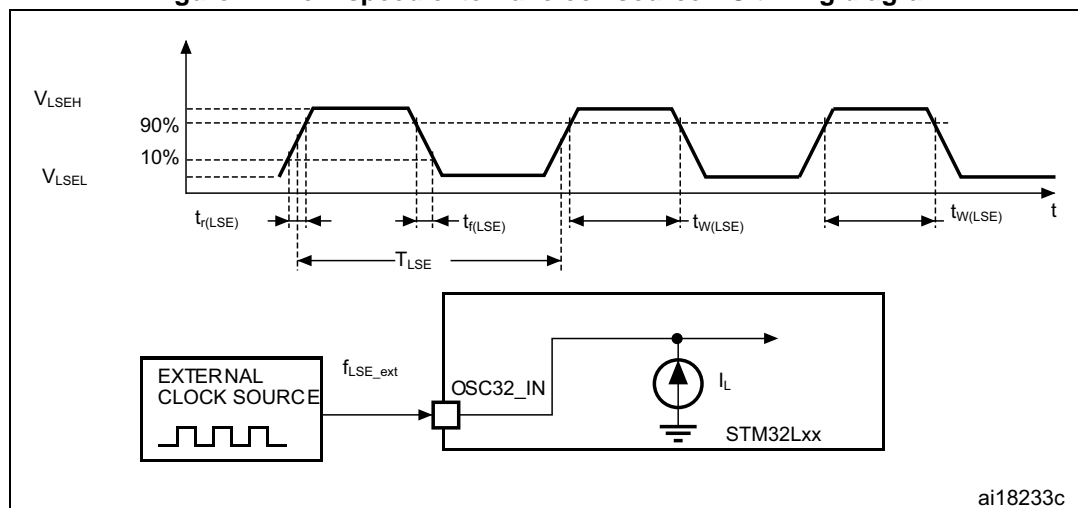 V_LSEH
90%
10%
V_LSEL
t_r(LSE)
t_f(LSE)
t_W(LSE)
t_W(LSE)
t
T_LSE
EXTERNAL
CLOCK SOURCE
f_LSE_ext
OSC32_IN
I_L
STM32Lxx
ai18233c